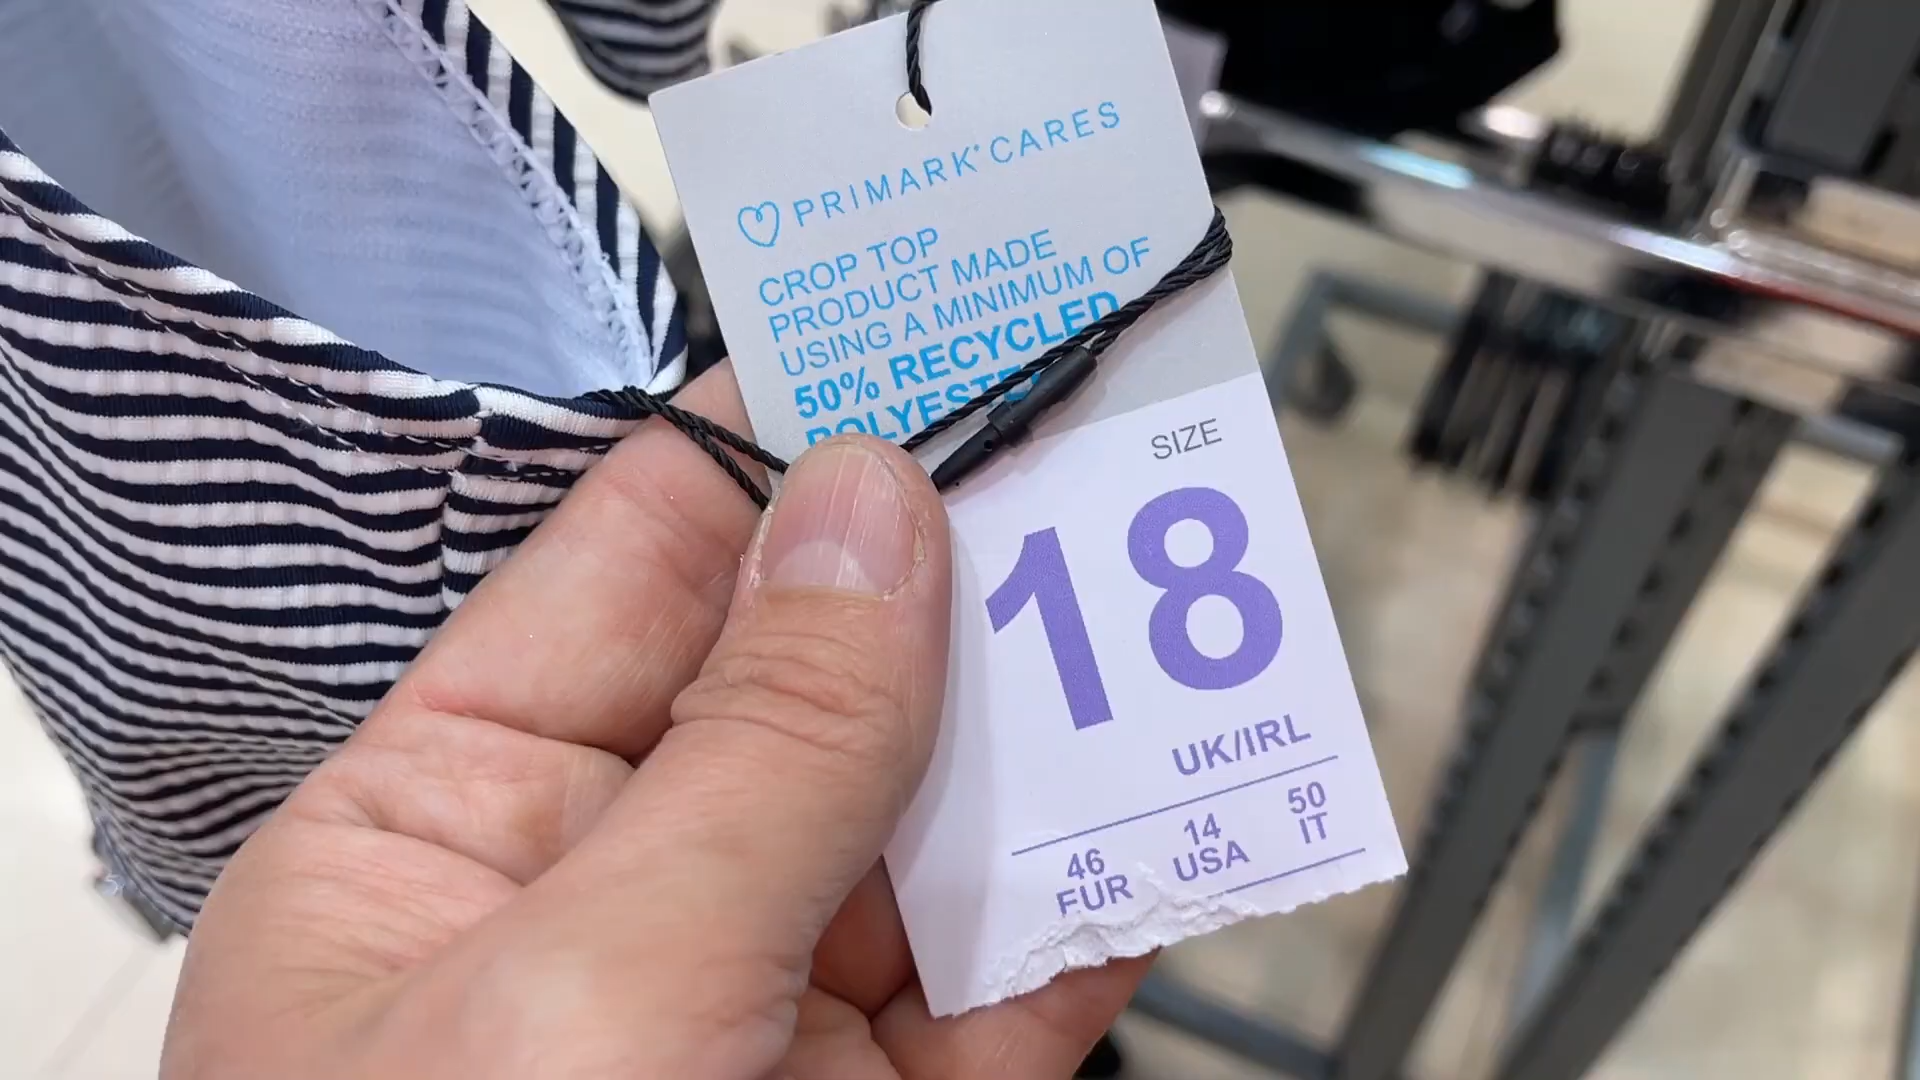 PRIMARK CARES
CROP TOP
PRODUCT MADE
USING A MINIMUM OF
50% RECYCLED
POLYESTER
SIZE
18
UK/IRL
46 14 50
EUR USA IT